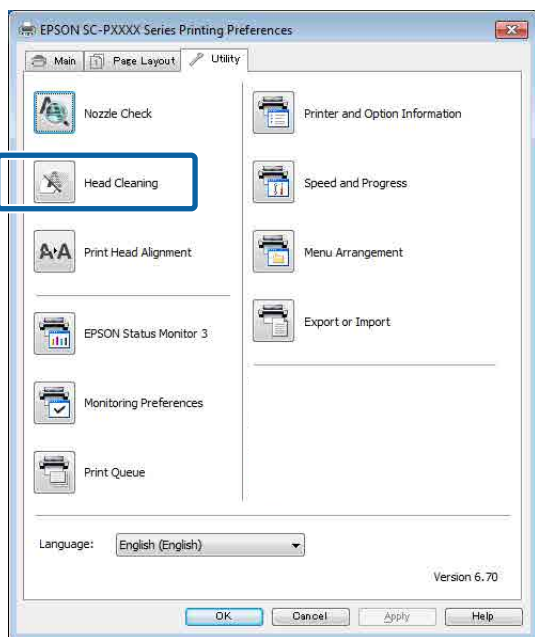 EPSON SC-PXXXX Series Printing Preferences
Main Page Layout Utility
Nozzle Check
Head Cleaning
Print Head Alignment
EPSON Status Monitor 3
Monitoring Preferences
Print Queue
Printer and Option Information
Speed and Progress
Menu Arrangement
Export or Import
Language: English (English)
Version 6.70
OK Cancel Apply Help